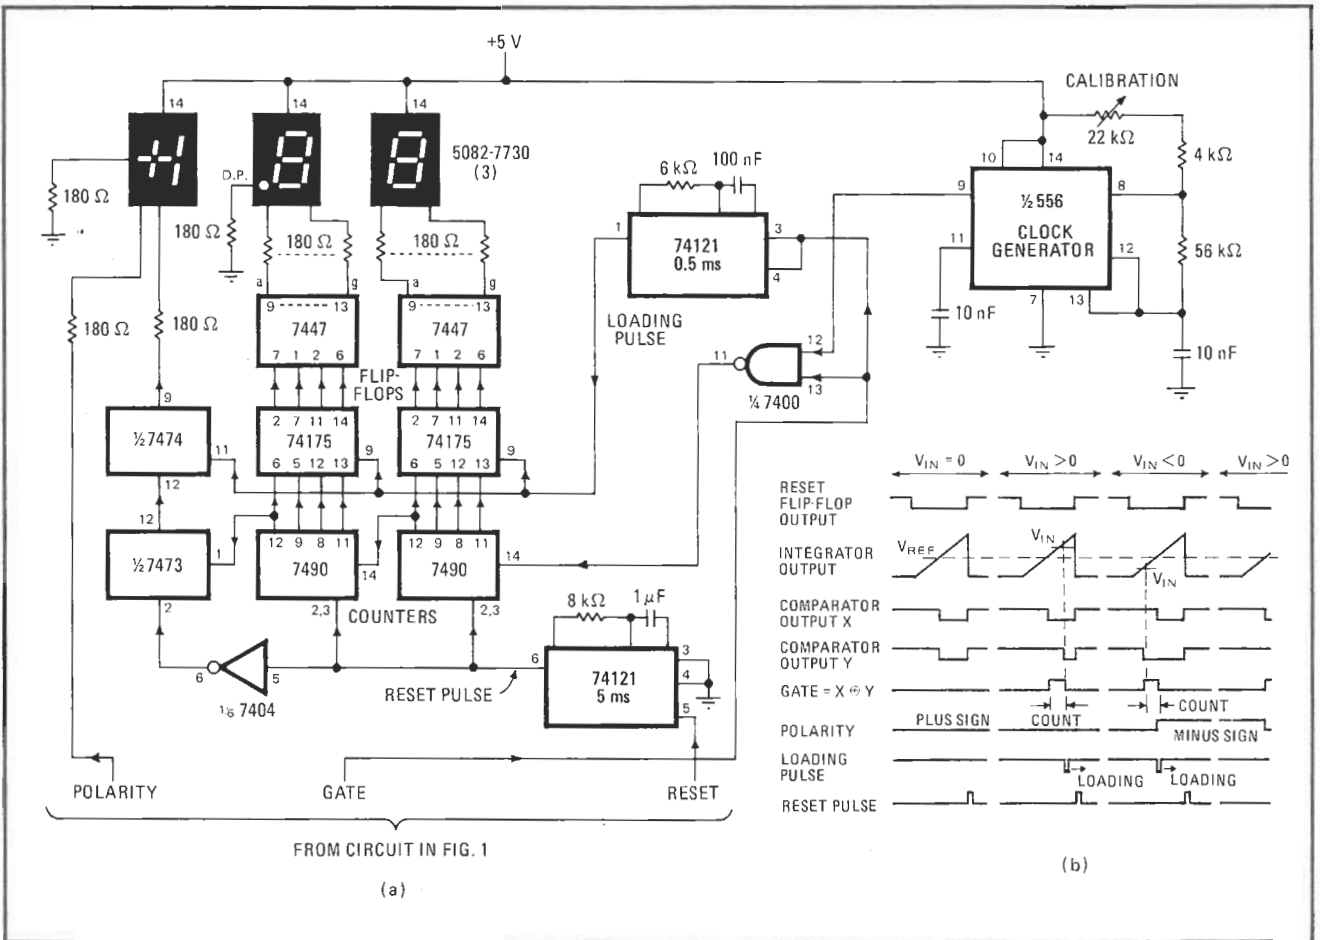 +5 V
14
14
14
CALIBRATION
22 kΩ
5082-7730
(3)
D.P.
180 Ω
180 Ω
180 Ω
180 Ω
6 kΩ
100 nF
10
14
4 kΩ
9
8
½ 556
CLOCK
GENERATOR
11
12
56 kΩ
7
13
10 nF
10 nF
1
3
74121
0.5 ms
4
LOADING
PULSE
a
g
a
g
9
13
9
13
7447
7447
7 1 2 6
7 1 2 6
180 Ω
180 Ω
FLIP-
FLOPS
11
12
13
¼ 7400
9
½ 7474
11
12
2 7 11 14
2 7 11 14
74175
74175
9
9
6 5 12 13
6 5 12 13
12
½ 7473
1
2
12 9 8 11
12 9 8 11
7490
7490
14
14
2,3
2,3
COUNTERS
8 kΩ
1 µF
6
5
1/6 7404
RESET PULSE
6
3
74121
5 ms
4
5
POLARITY
GATE
RESET
FROM CIRCUIT IN FIG. 1
(a)
V IN = 0
V IN > 0
V IN < 0
V IN > 0
RESET
FLIP-FLOP
OUTPUT
V REF
V IN
INTEGRATOR
OUTPUT
V IN
COMPARATOR
OUTPUT X
COMPARATOR
OUTPUT Y
GATE = X ⊕ Y
COUNT
COUNT
POLARITY
PLUS SIGN
MINUS SIGN
LOADING
PULSE
LOADING
LOADING
RESET PULSE
(b)